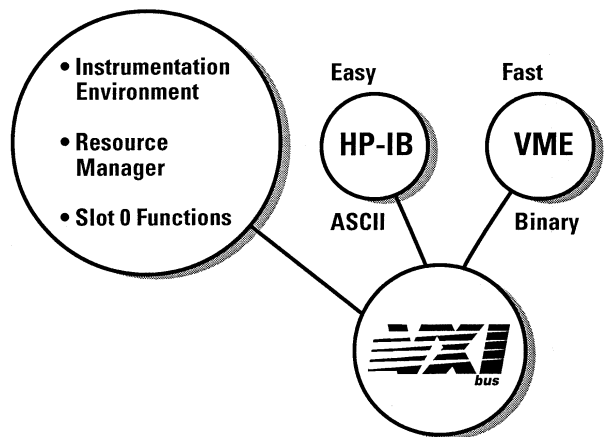 • Instrumentation
Environment
• Resource
Manager
• Slot 0 Functions
Easy
HP-IB
ASCII
Fast
VME
Binary
VXI
bus